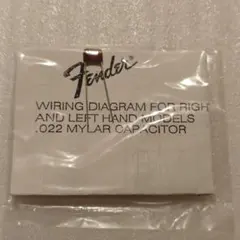 Fender
WIRING DIAGRAM FOR RIGH
AND LEFT HAND MODELS
.022 MYLAR CAPACITOR